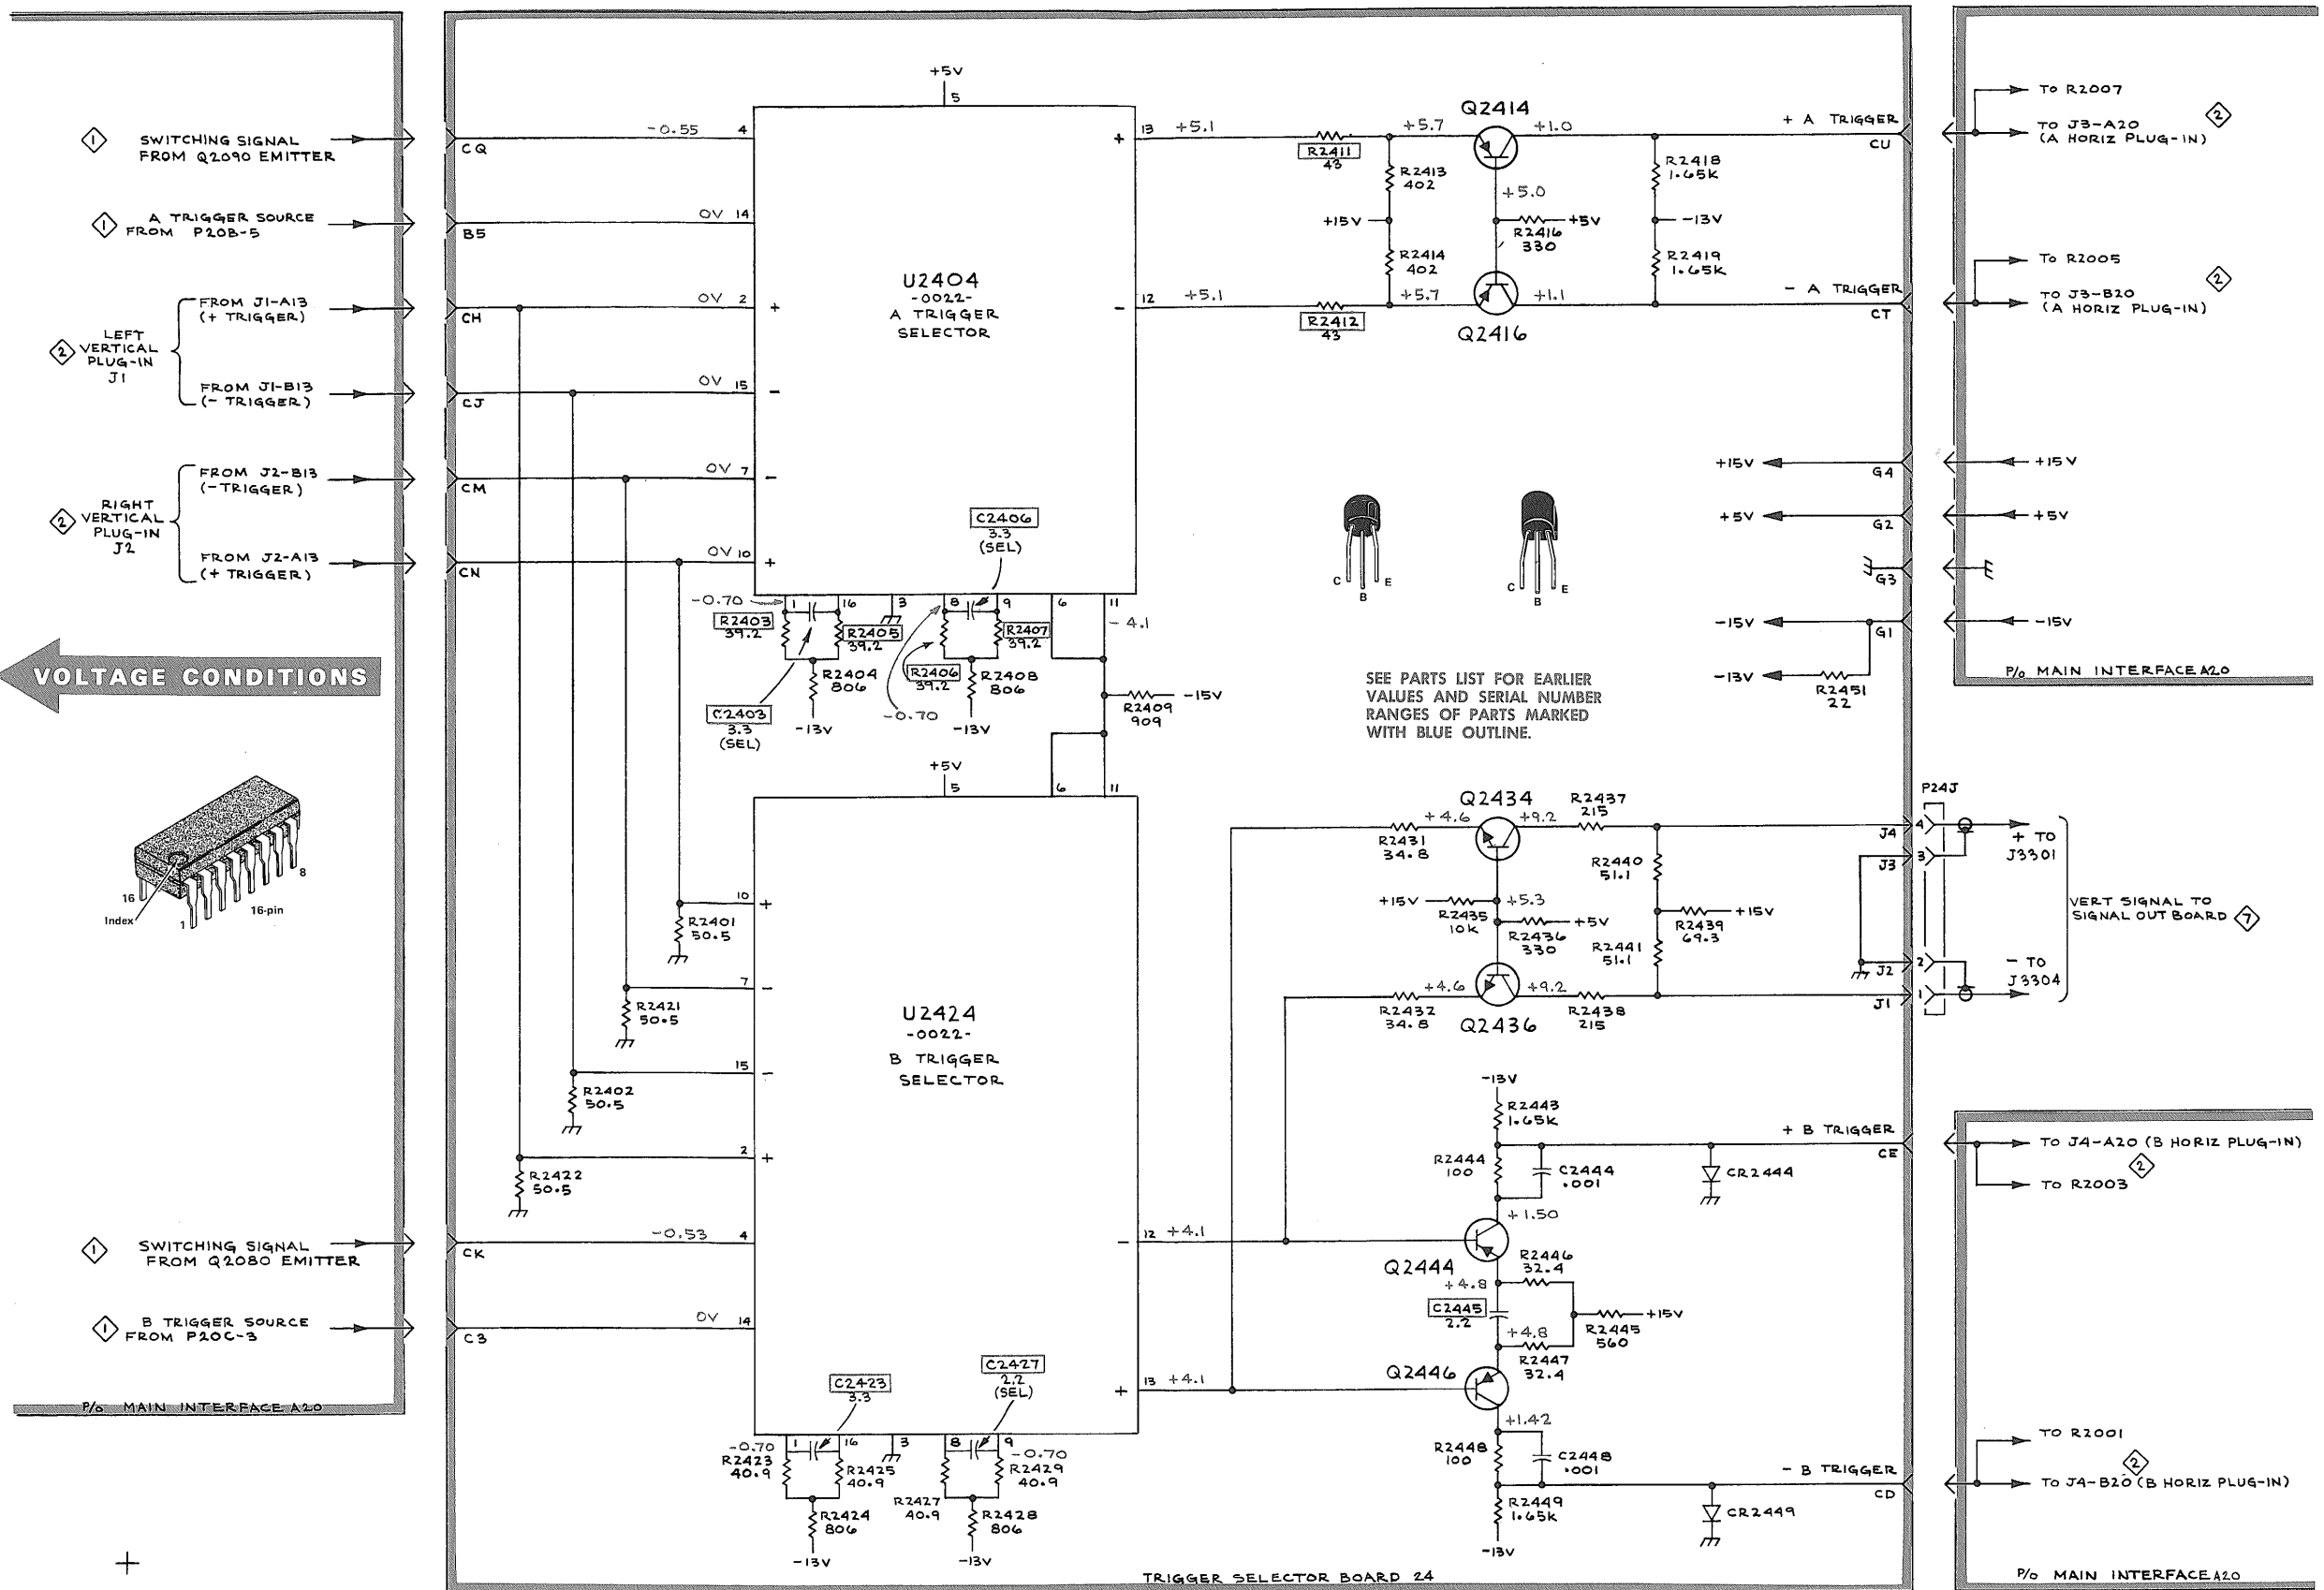 1 SWITCHING SIGNAL
FROM Q2090 EMITTER
1 A TRIGGER SOURCE
FROM P20B-5
2 LEFT
VERTICAL
PLUG-IN
J1
FROM J1-A13
(+ TRIGGER)
FROM J1-B13
(- TRIGGER)
2 RIGHT
VERTICAL
PLUG-IN
J2
FROM J2-B13
(-TRIGGER)
FROM J2-A13
(+ TRIGGER)
VOLTAGE CONDITIONS
16
Index
1
8
16-pin
1 SWITCHING SIGNAL
FROM Q2080 EMITTER
1 B TRIGGER SOURCE
FROM P20C-3
P/o MAIN INTERFACE A20
CQ
B5
CH
CJ
CM
CN
CK
C3
+5V
5
-0.55 4
0V 14
0V 2
+
0V 15
-
0V 7
-
0V 10
+
U2404
-0022-
A TRIGGER
SELECTOR
+
13 +5.1
-
12 +5.1
C2406
3.3
(SEL)
-0.70
1
16
3
8
9
6
11
-4.1
R2403
39.2
R2405
39.2
R2406
39.2
R2407
39.2
R2404
806
R2408
806
C2403
3.3
(SEL)
-13V
-0.70
-13V
R2409
909
-15V
R2411
43
R2412
43
+5.7
R2413
402
+15V
R2414
402
+5.7
Q2414
+1.0
+5.0
R2416
330
+5V
Q2416
+1.1
R2418
1.65K
-13V
R2419
1.65K
+ A TRIGGER
CU
- A TRIGGER
CT
TO R2007
TO J3-A20
(A HORIZ PLUG-IN)
2
TO R2005
TO J3-B20
(A HORIZ PLUG-IN)
2
C
B
E
C
B
E
+15V
G4
+15V
+5V
G2
+5V
G3
-15V
G1
-15V
-13V
R2451
22
P/o MAIN INTERFACE A20
SEE PARTS LIST FOR EARLIER
VALUES AND SERIAL NUMBER
RANGES OF PARTS MARKED
WITH BLUE OUTLINE.
+5V
5
6
11
10
+
R2401
50.5
7
-
R2421
50.5
15
-
R2402
50.5
2
+
R2422
50.5
-0.53 4
0V 14
U2424
-0022-
B TRIGGER
SELECTOR
-
12 +4.1
+
13 +4.1
C2423
3.3
C2427
2.2
(SEL)
-0.70
1
16
3
8
9
-0.70
R2423
40.9
R2425
40.9
R2427
40.9
R2429
40.9
R2424
806
R2428
806
-13V
-13V
R2431
34.8
+4.6
Q2434
+9.2
R2437
215
+15V
R2435
10K
+5.3
R2436
330
+5V
R2432
34.8
+4.6
Q2436
+9.2
R2438
215
R2440
51.1
R2441
51.1
R2439
69.3
+15V
J4
J3
J2
J1
P24J
4
3
2
1
+ TO
J3301
- TO
J3304
VERT SIGNAL TO
SIGNAL OUT BOARD 7
-13V
R2443
1.65K
+ B TRIGGER
CE
R2444
100
C2444
.001
CR2444
+1.50
Q2444
+4.8
R2446
32.4
C2445
2.2
R2445
560
+15V
+4.8
R2447
32.4
Q2446
+1.42
R2448
100
C2448
.001
- B TRIGGER
CD
R2449
1.65K
CR2449
-13V
TO J4-A20 (B HORIZ PLUG-IN)
2
TO R2003
TO R2001
2
TO J4-B20 (B HORIZ PLUG-IN)
P/o MAIN INTERFACE A20
TRIGGER SELECTOR BOARD 24